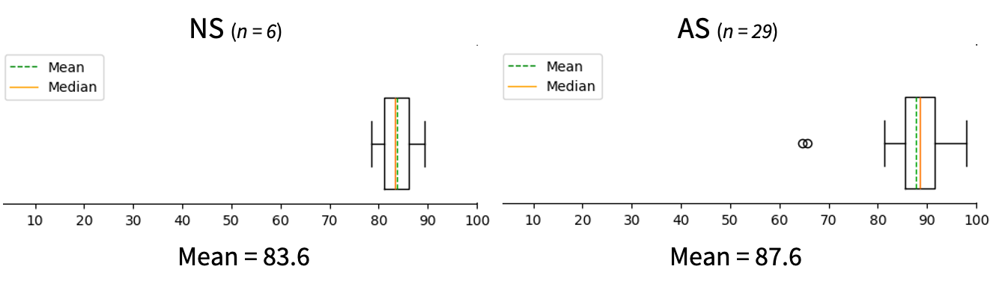 NS (n = 6)
Mean
Median
10 20 30 40 50 60 70 80 90 100
Mean = 83.6
AS (n = 29)
Mean
Median
10 20 30 40 50 60 70 80 90 100
Mean = 87.6